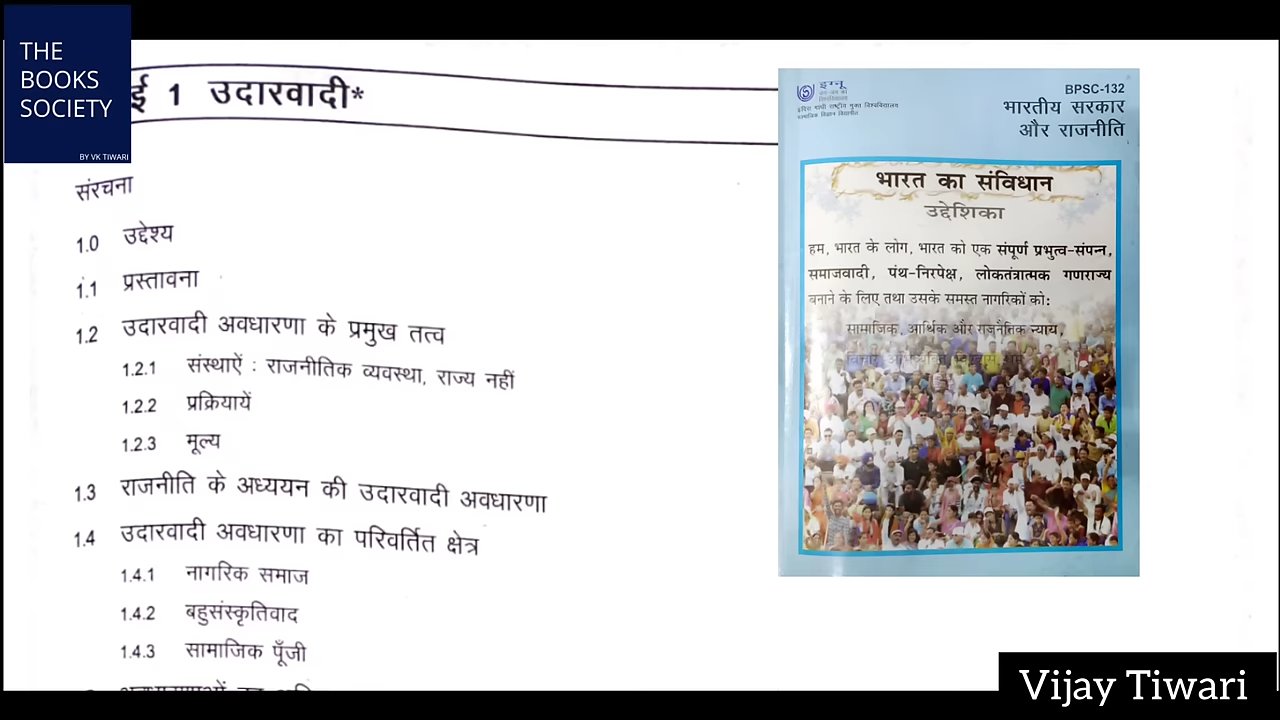 THE
BOOKS
SOCIETY
BY VK TIWARI
ई 1 उदारवादी*
संरचना
1.0 उद्देश्य
1.1 प्रस्तावना
1.2 उदारवादी अवधारणा के प्रमुख तत्व
1.2.1 संस्थाऐं : राजनीतिक व्यवस्था, राज्य नहीं
1.2.2 प्रक्रियायें
1.2.3 मूल्य
1.3 राजनीति के अध्ययन की उदारवादी अवधारणा
1.4 उदारवादी अवधारणा का परिवर्तित क्षेत्र
1.4.1 नागरिक समाज
1.4.2 बहुसंस्कृतिवाद
1.4.3 सामाजिक पूँजी
इग्नू
BPSC-132
भारतीय सरकार
और राजनीति
भारत का संविधान
उद्देशिका
हम, भारत के लोग, भारत को एक संपूर्ण प्रभुत्व-संपन्न,
समाजवादी, पंथ-निरपेक्ष, लोकतंत्रात्मक गणराज्य
बनाने के लिए तथा उसके समस्त नागरिकों को:
सामाजिक, आर्थिक और राजनैतिक न्याय,
Vijay Tiwari